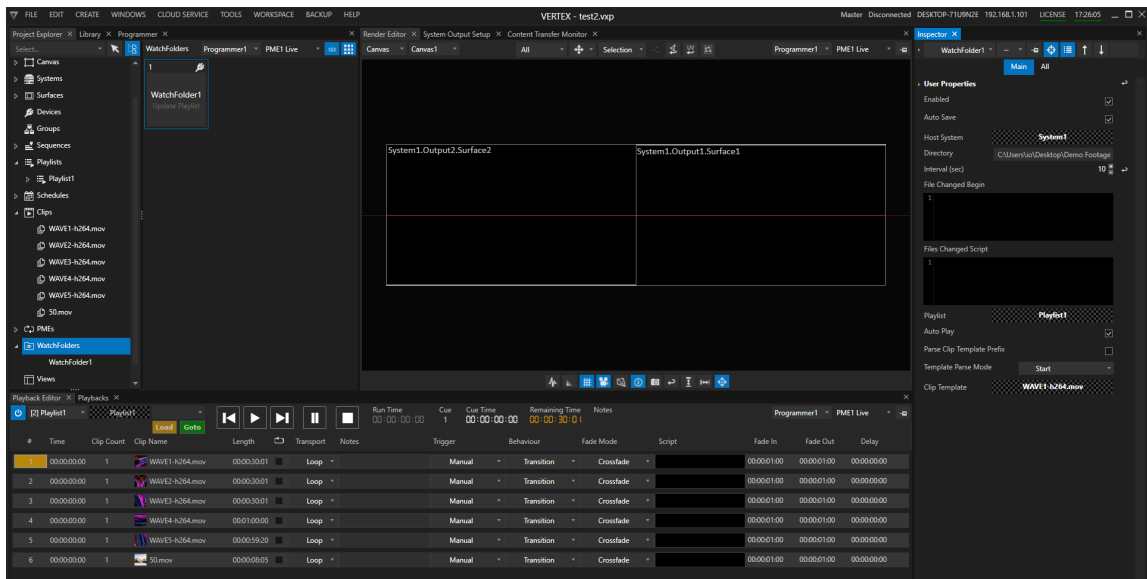 FILE EDIT CREATE WINDOWS CLOUD SERVICE TOOLS WORKSPACE BACKUP HELP VERTEX - test2.vxp Master Disconnected DESKTOP-71U9N2E 192.168.1.101 LICENSE 17:26:05
Project Explorer Library Programmer Render Editor System Output Setup Content Transfer Monitor Inspector
Select... WatchFolders Programmer1 PME1 Live 123 Canvas Canvas1 All Selection Programmer1 PME1 Live WatchFolder1
Main All
Canvas
Systems
Surfaces
Devices
Groups
Sequences
Playlists
Playlist1
Schedules
Clips
WAVE1-h264.mov
WAVE2-h264.mov
WAVE3-h264.mov
WAVE4-h264.mov
WAVE5-h264.mov
50.mov
PMEs
WatchFolders
WatchFolder1
Views
1
WatchFolder1
Update Playlist
System1.Output2.Surface2 System1.Output1.Surface1
User Properties
Enabled
Auto Save
Host System System1
Directory C:\Users\io\Desktop\Demo Footage
Interval (sec) 10
File Changed Begin
1
Files Changed Script
1
Playlist Playlist1
Auto Play
Parse Clip Template Prefix
Template Parse Mode Start
Clip Template WAVE1-h264.mov
Playback Editor Playbacks
[2] Playlist1 Playlist1 Load Goto
Run Time Cue Cue Time Remaining Time Notes
00:00:00:00 1 00:00:00:00 00:00:30:01 Programmer1 PME1 Live
# Time Clip Count Clip Name Length Transport Notes Trigger Behaviour Fade Mode Script Fade In Fade Out Delay
1 00:00:00:00 1 WAVE1-h264.mov 00:00:30:01 Loop Manual Transition Crossfade 00:00:01:00 00:00:01:00 00:00:00:00
2 00:00:00:00 1 WAVE2-h264.mov 00:00:30:01 Loop Manual Transition Crossfade 00:00:01:00 00:00:01:00 00:00:00:00
3 00:00:00:00 1 WAVE3-h264.mov 00:00:30:01 Loop Manual Transition Crossfade 00:00:01:00 00:00:01:00 00:00:00:00
4 00:00:00:00 1 WAVE4-h264.mov 00:01:00:00 Loop Manual Transition Crossfade 00:00:01:00 00:00:01:00 00:00:00:00
5 00:00:00:00 1 WAVE5-h264.mov 00:00:59:20 Loop Manual Transition Crossfade 00:00:01:00 00:00:01:00 00:00:00:00
6 00:00:00:00 1 50.mov 00:00:08:05 Loop Manual Transition Crossfade 00:00:01:00 00:00:01:00 00:00:00:00